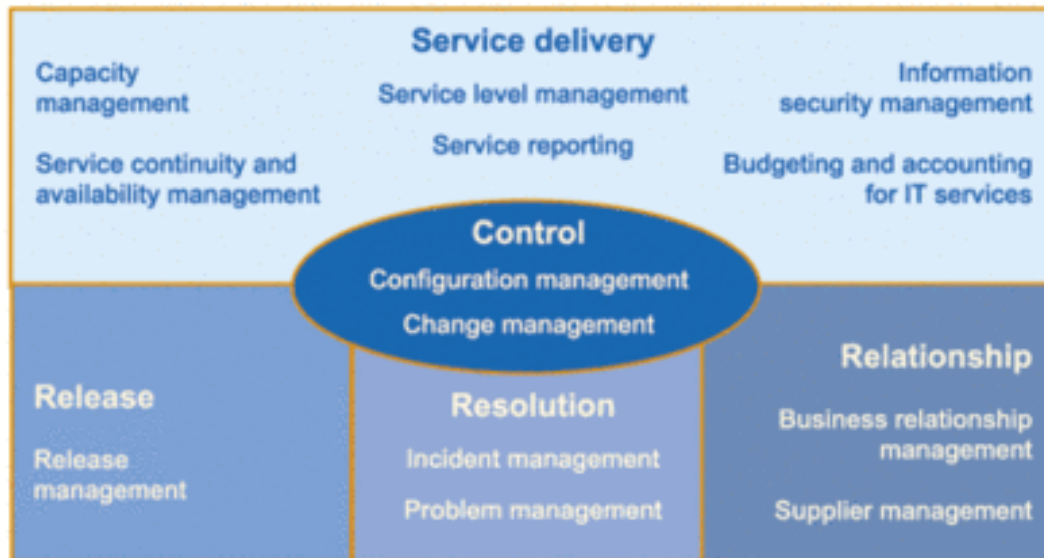 Service delivery
Capacity
management
Service level management
Information
security management
Service reporting
Service continuity and
availability management
Budgeting and accounting
for IT services
Control
Configuration management
Change management
Release
Release
management
Resolution
Incident management
Problem management
Relationship
Business relationship
management
Supplier management